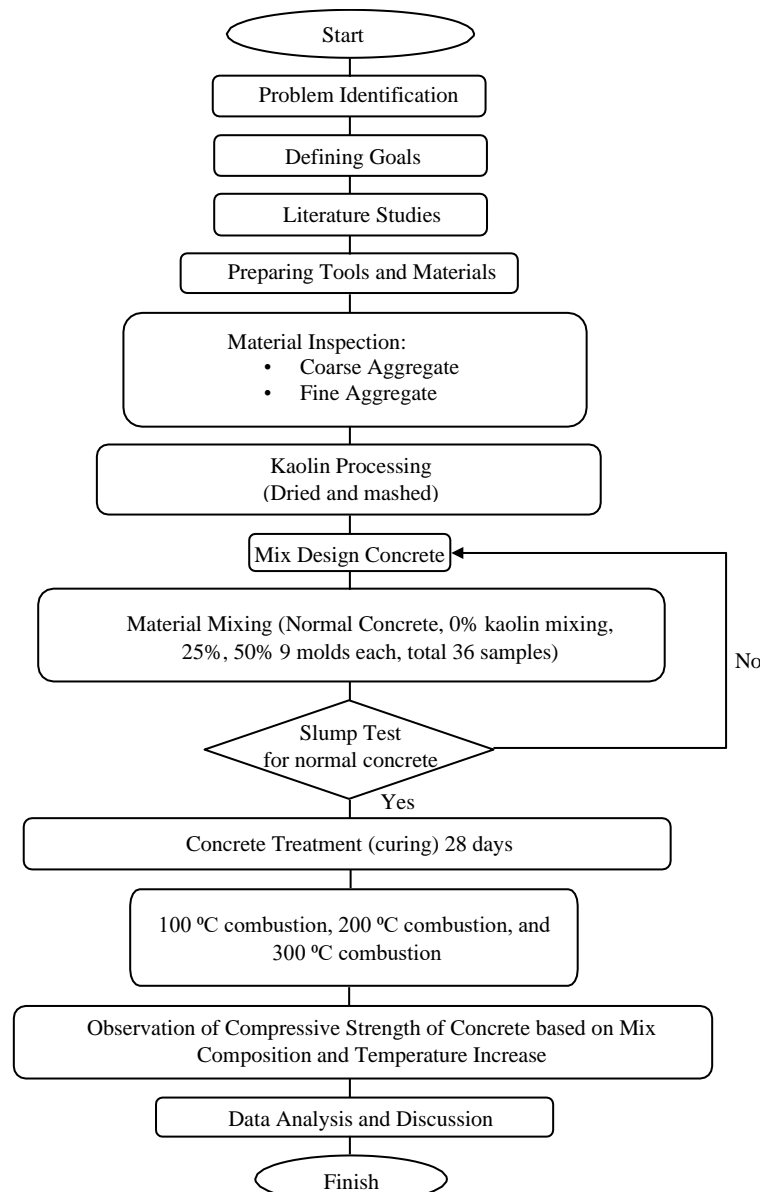 Start
Problem Identification
Defining Goals
Literature Studies
Preparing Tools and Materials
Material Inspection:
• Coarse Aggregate
• Fine Aggregate
Kaolin Processing
(Dried and mashed)
Mix Design Concrete
Material Mixing (Normal Concrete, 0% kaolin mixing,
25%, 50% 9 molds each, total 36 samples)
No
Slump Test
for normal concrete
Yes
Concrete Treatment (curing) 28 days
100 ⁰C combustion, 200 ⁰C combustion, and
300 ⁰C combustion
Observation of Compressive Strength of Concrete based on Mix
Composition and Temperature Increase
Data Analysis and Discussion
Finish